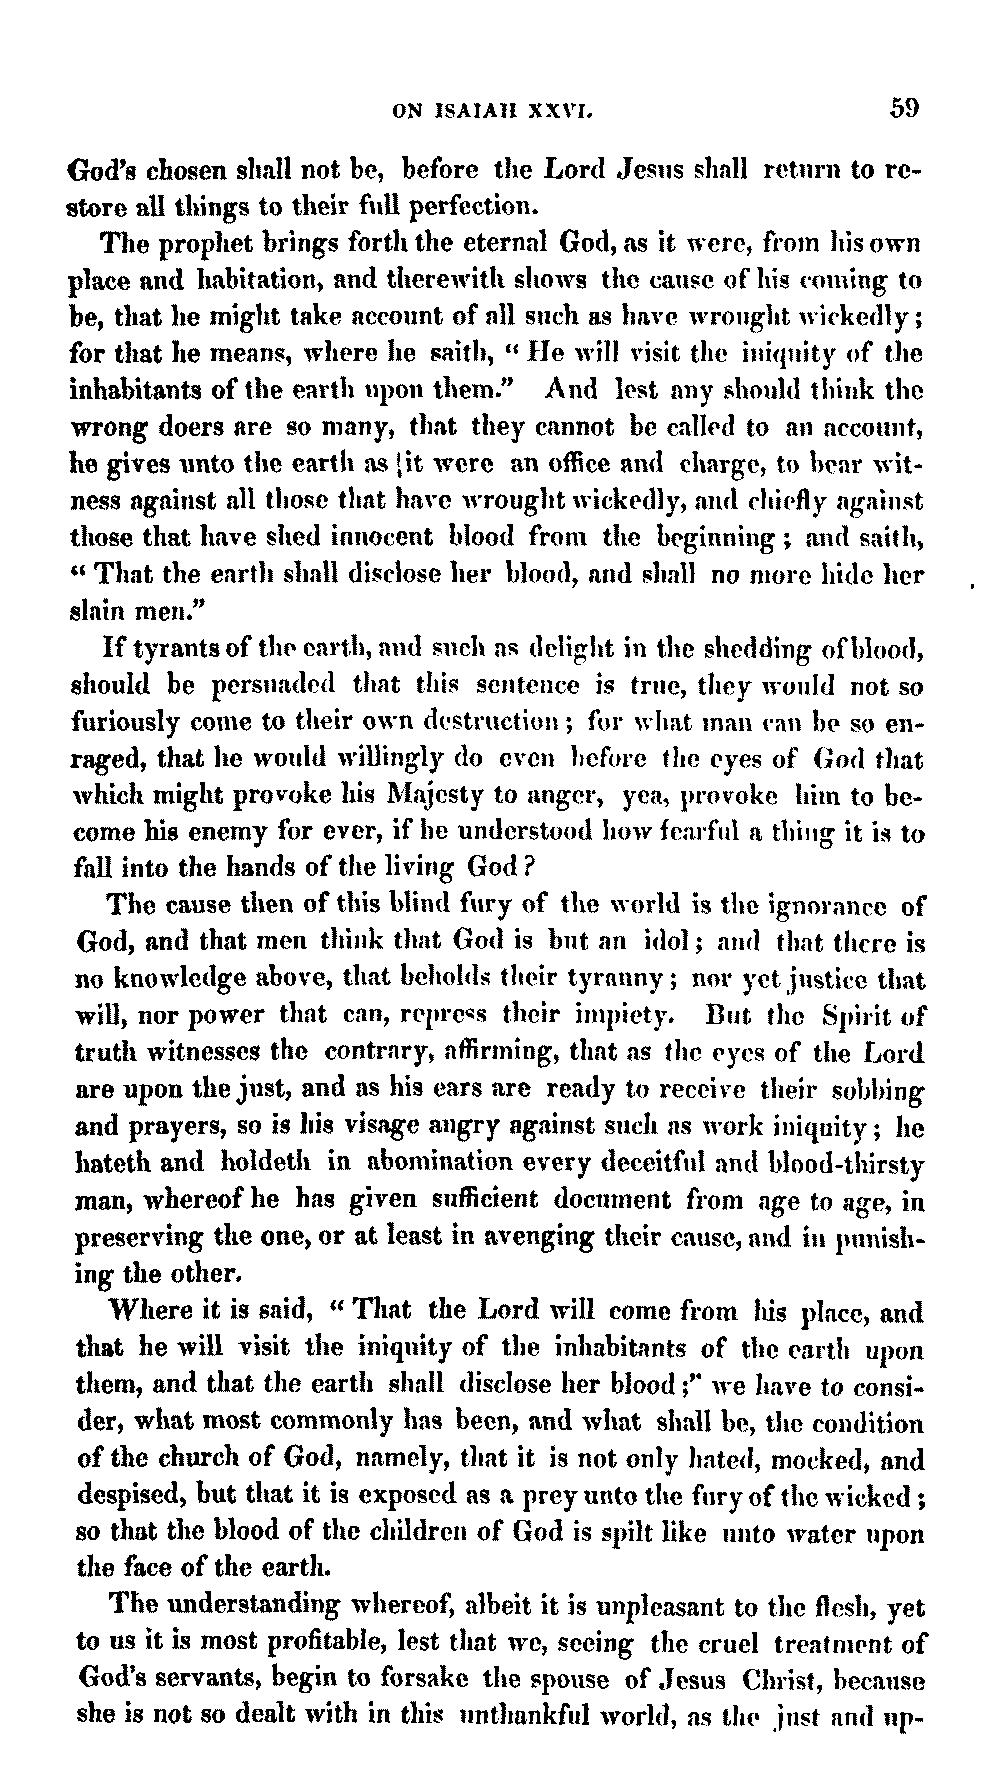 ON ISAIAH XXVI. 59
God's chosen shall not be, before the Lord Jesus shall return to re-
store all things to their full perfection.
The prophet brings forth the eternal God, as it were, from his own
place and habitation, and therewith shows the cause of his coming to
be, that he might take account of all such as have wrought wickedly;
for that he means, where he saith, “ He will visit the iniquity of the
inhabitants of the earth upon them.” And lest any should think the
wrong doers are so many, that they cannot be called to an account,
he gives unto the earth as it were an office and charge, to bear wit-
ness against all those that have wrought wickedly, and chiefly against
those that have shed innocent blood from the beginning ; and saith,
“ That the earth shall disclose her blood, and shall no more hide her
slain men.”
If tyrants of the earth, and such as delight in the shedding of blood,
should be persuaded that this sentence is true, they would not so
furiously come to their own destruction ; for what man can be so en-
raged, that he would willingly do even before the eyes of God that
which might provoke his Majesty to anger, yea, provoke him to be-
come his enemy for ever, if he understood how fearful a thing it is to
fall into the hands of the living God ?
The cause then of this blind fury of the world is the ignorance of
God, and that men think that God is but an idol ; and that there is
no knowledge above, that beholds their tyranny ; nor yet justice that
will, nor power that can, repress their impiety. But the Spirit of
truth witnesses the contrary, affirming, that as the eyes of the Lord
are upon the just, and as his ears are ready to receive their sobbing
and prayers, so is his visage angry against such as work iniquity ; he
hateth and holdeth in abomination every deceitful and blood-thirsty
man, whereof he has given sufficient document from age to age, in
preserving the one, or at least in avenging their cause, and in punish-
ing the other.
Where it is said, “ That the Lord will come from his place, and
that he will visit the iniquity of the inhabitants of the earth upon
them, and that the earth shall disclose her blood ;” we have to consi-
der, what most commonly has been, and what shall be, the condition
of the church of God, namely, that it is not only hated, mocked, and
despised, but that it is exposed as a prey unto the fury of the wicked ;
so that the blood of the children of God is spilt like unto water upon
the face of the earth.
The understanding whereof, albeit it is unpleasant to the flesh, yet
to us it is most profitable, lest that we, seeing the cruel treatment of
God's servants, begin to forsake the spouse of Jesus Christ, because
she is not so dealt with in this unthankful world, as the just and up-